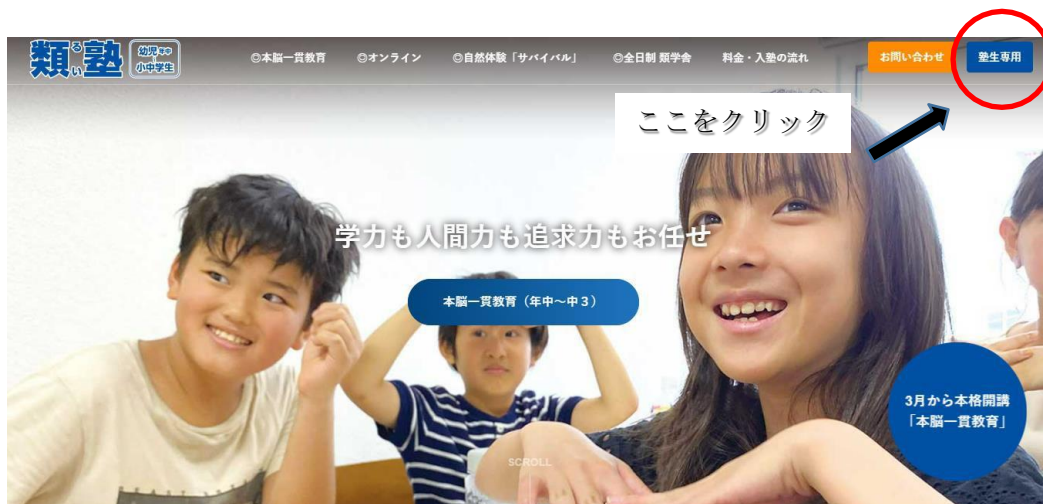 類塾
るい
幼児年中
小中学生
◎本脳一貫教育
◎オンライン
◎自然体験「サバイバル」
◎全日制 類学舎
料金・入塾の流れ
お問い合わせ
塾生専用
ここをクリック
学力も人間力も追求力もお任せ
本脳一貫教育（年中～中３）
3月から本格開講
「本脳一貫教育」
SCROLL